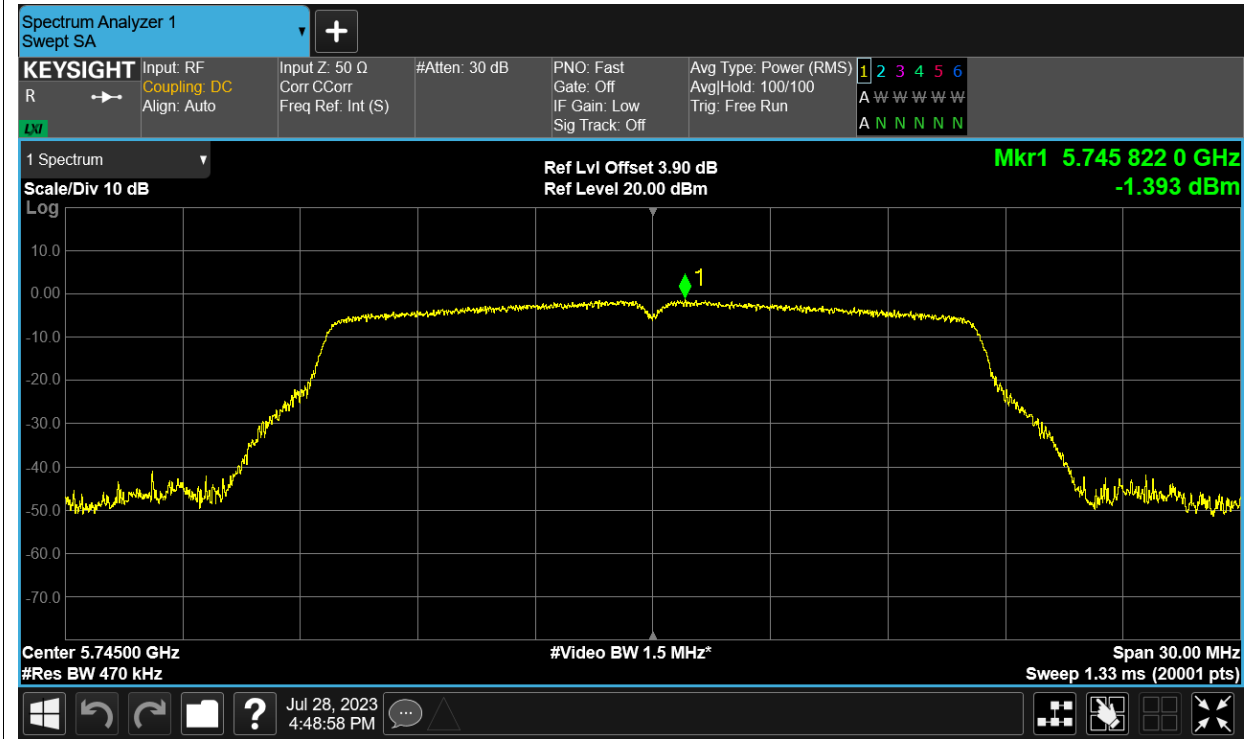 Spectrum Analyzer 1
Swept SA
+
KEYSIGHT
R
LXI
Input: RF
Coupling: DC
Align: Auto
Input Z: 50 Ω
Corr CCorr
Freq Ref: Int (S)
#Atten: 30 dB
PNO: Fast
Gate: Off
IF Gain: Low
Sig Track: Off
Avg Type: Power (RMS)
Avg|Hold: 100/100
Trig: Free Run
1 2 3 4 5 6
A W W W W W
A N N N N N
1 Spectrum
Scale/Div 10 dB
Log
Ref Lvl Offset 3.90 dB
Ref Level 20.00 dBm
Mkr1 5.745 822 0 GHz
-1.393 dBm
1
10.0
0.00
-10.0
-20.0
-30.0
-40.0
-50.0
-60.0
-70.0
Center 5.74500 GHz
#Res BW 470 kHz
#Video BW 1.5 MHz*
Span 30.00 MHz
Sweep 1.33 ms (20001 pts)
?
Jul 28, 2023
4:48:58 PM